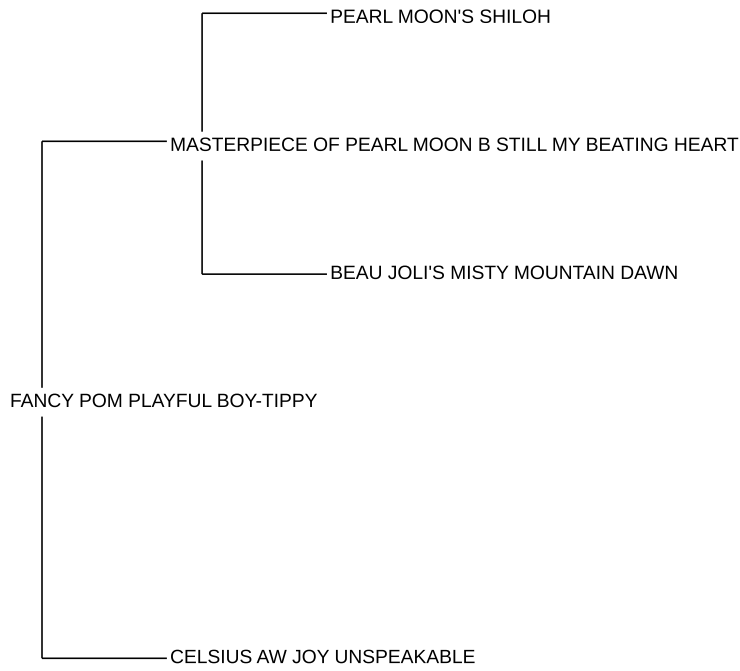 PEARL MOON'S SHILOH
MASTERPIECE OF PEARL MOON B STILL MY BEATING HEART
BEAU JOLI'S MISTY MOUNTAIN DAWN
FANCY POM PLAYFUL BOY-TIPPY
CELSIUS AW JOY UNSPEAKABLE